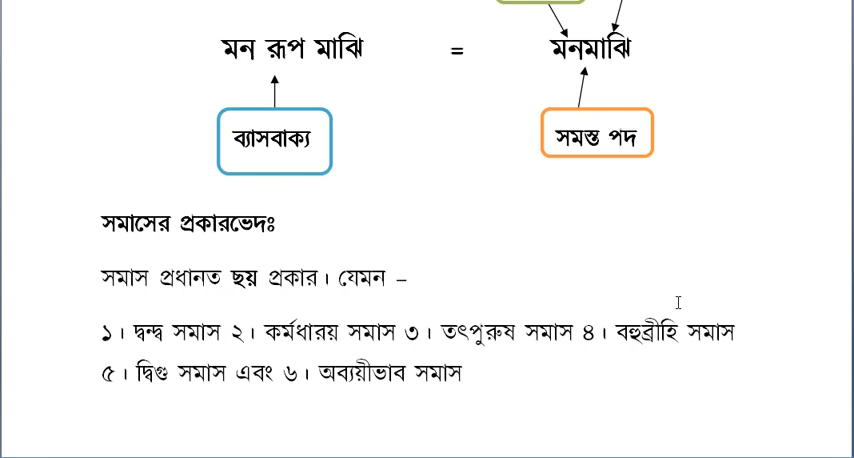 মন রূপ মাঝি = মনমাঝি
ব্যাসবাক্য সমস্ত পদ
সমাসের প্রকারভেদঃ
সমাস প্রধানত ছয় প্রকার। যেমন –
১। দ্বন্দ্ব সমাস ২। কর্মধারয় সমাস ৩। তৎপুরুষ সমাস ৪। বহুব্রীহি সমাস
৫। দ্বিগু সমাস এবং ৬। অব্যয়ীভাব সমাস